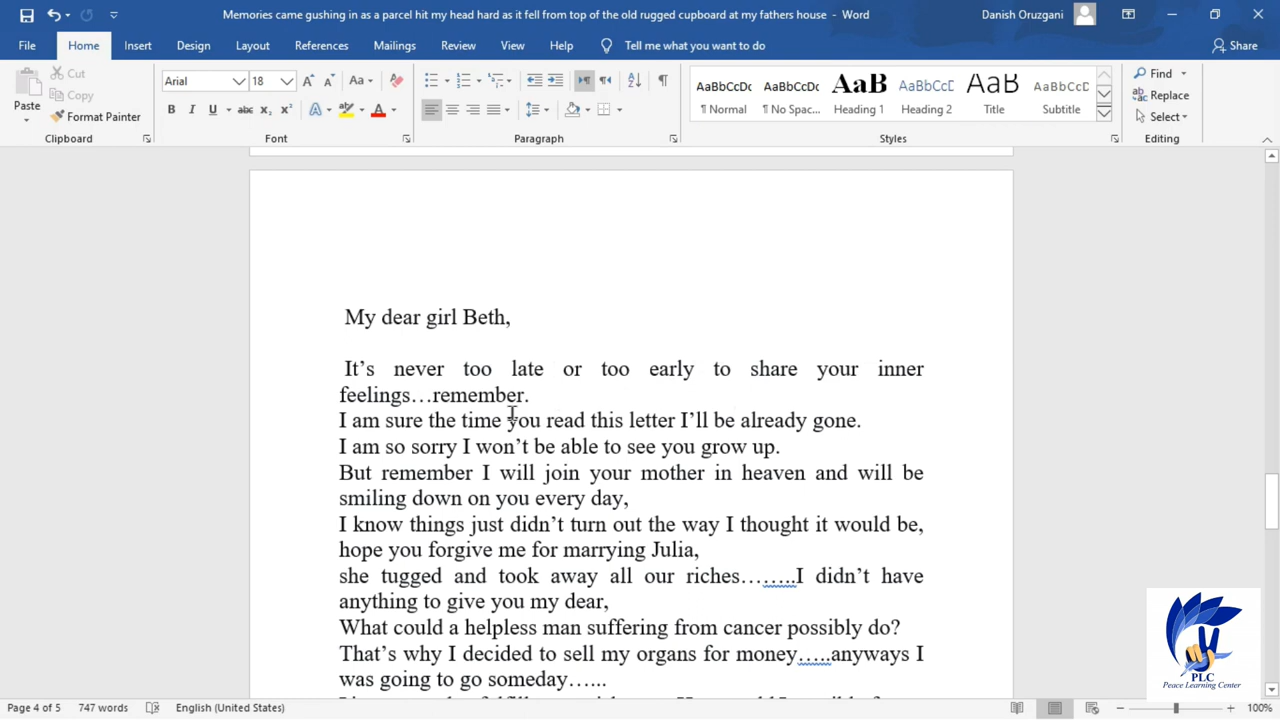 Memories came gushing in as a parcel hit my head hard as it fell from top of the old rugged cupboard at my fathers house - Word
Danish Oruzgani
File Home Insert Design Layout References Mailings Review View Help Tell me what you want to do Share
Paste
Cut
Copy
Format Painter
Clipboard
Arial 18
Font
Paragraph
AaBbCcDc ¶ Normal
AaBbCcDc ¶ No Spac...
AaB Heading 1
AaBbCcD Heading 2
AaB Title
AaBbCcD Subtitle
Styles
Find
Replace
Select
Editing
My dear girl Beth,
It’s never too late or too early to share your inner
feelings…remember.
I am sure the time you read this letter I’ll be already gone.
I am so sorry I won’t be able to see you grow up.
But remember I will join your mother in heaven and will be
smiling down on you every day,
I know things just didn’t turn out the way I thought it would be,
hope you forgive me for marrying Julia,
she tugged and took away all our riches……..I didn’t have
anything to give you my dear,
What could a helpless man suffering from cancer possibly do?
That’s why I decided to sell my organs for money…..anyways I
was going to go someday…...
PLC
Peace Learning Center
Page 4 of 5 747 words English (United States) 100%